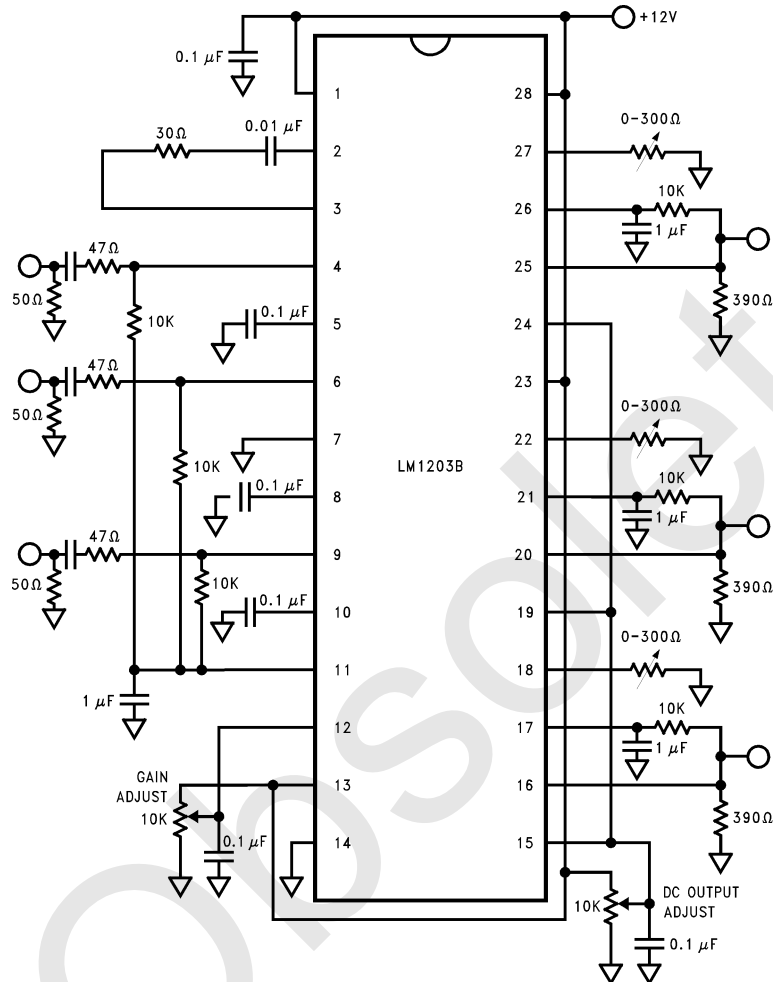 +12V
0.1 μF
1
28
0.01 μF
30Ω
2
0-300Ω
27
3
10K
26
1 μF
47Ω
4
25
50Ω
10K
390Ω
0.1 μF
5
24
47Ω
6
23
50Ω
0-300Ω
7
22
10K
LM1203B
10K
0.1 μF
8
21
1 μF
47Ω
9
20
50Ω
10K
390Ω
0.1 μF
10
19
0-300Ω
11
18
1 μF
10K
12
17
1 μF
GAIN
ADJUST
13
16
10K
390Ω
0.1 μF
14
15
DC OUTPUT
ADJUST
10K
0.1 μF
Obsolet